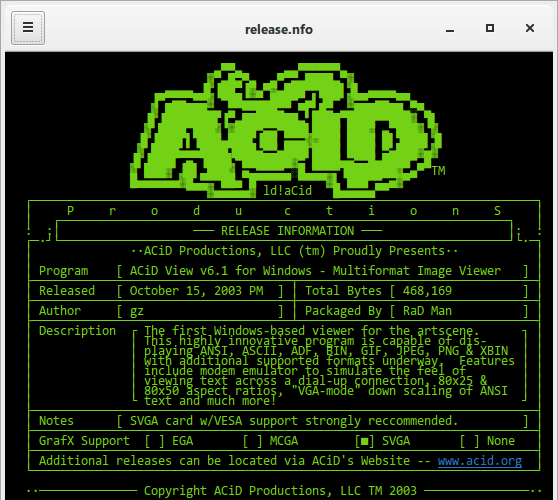 release.nfo
ACiD
TM
ld!acid
P r o d u c t i o n S
RELEASE INFORMATION
··ACiD Productions, LLC (tm) Proudly Presents··
Program [ ACiD View v6.1 for Windows - Multiformat Image Viewer ]
Released [ October 15, 2003 PM ] Total Bytes [ 468,169 ]
Author [ gz ] Packaged By [ RaD Man ]
Description The first Windows-based viewer for the artscene.
This highly innovative program is capable of dis-
playing ANSI, ASCII, ADF, BIN, GIF, JPEG, PNG & XBIN
with additional supported formats underway. Features
include modem emulator to simulate the feel of
viewing text across a dial-up connection, 80x25 &
80x50 aspect ratios, "VGA-mode" down scaling of ANSI
text and much more!
Notes [ SVGA card w/VESA support strongly reccommended. ]
GrafX Support [ ] EGA [ ] MCGA [■] SVGA [ ] None
Additional releases can be located via ACiD's Website -- www.acid.org
Copyright ACiD Productions, LLC TM 2003